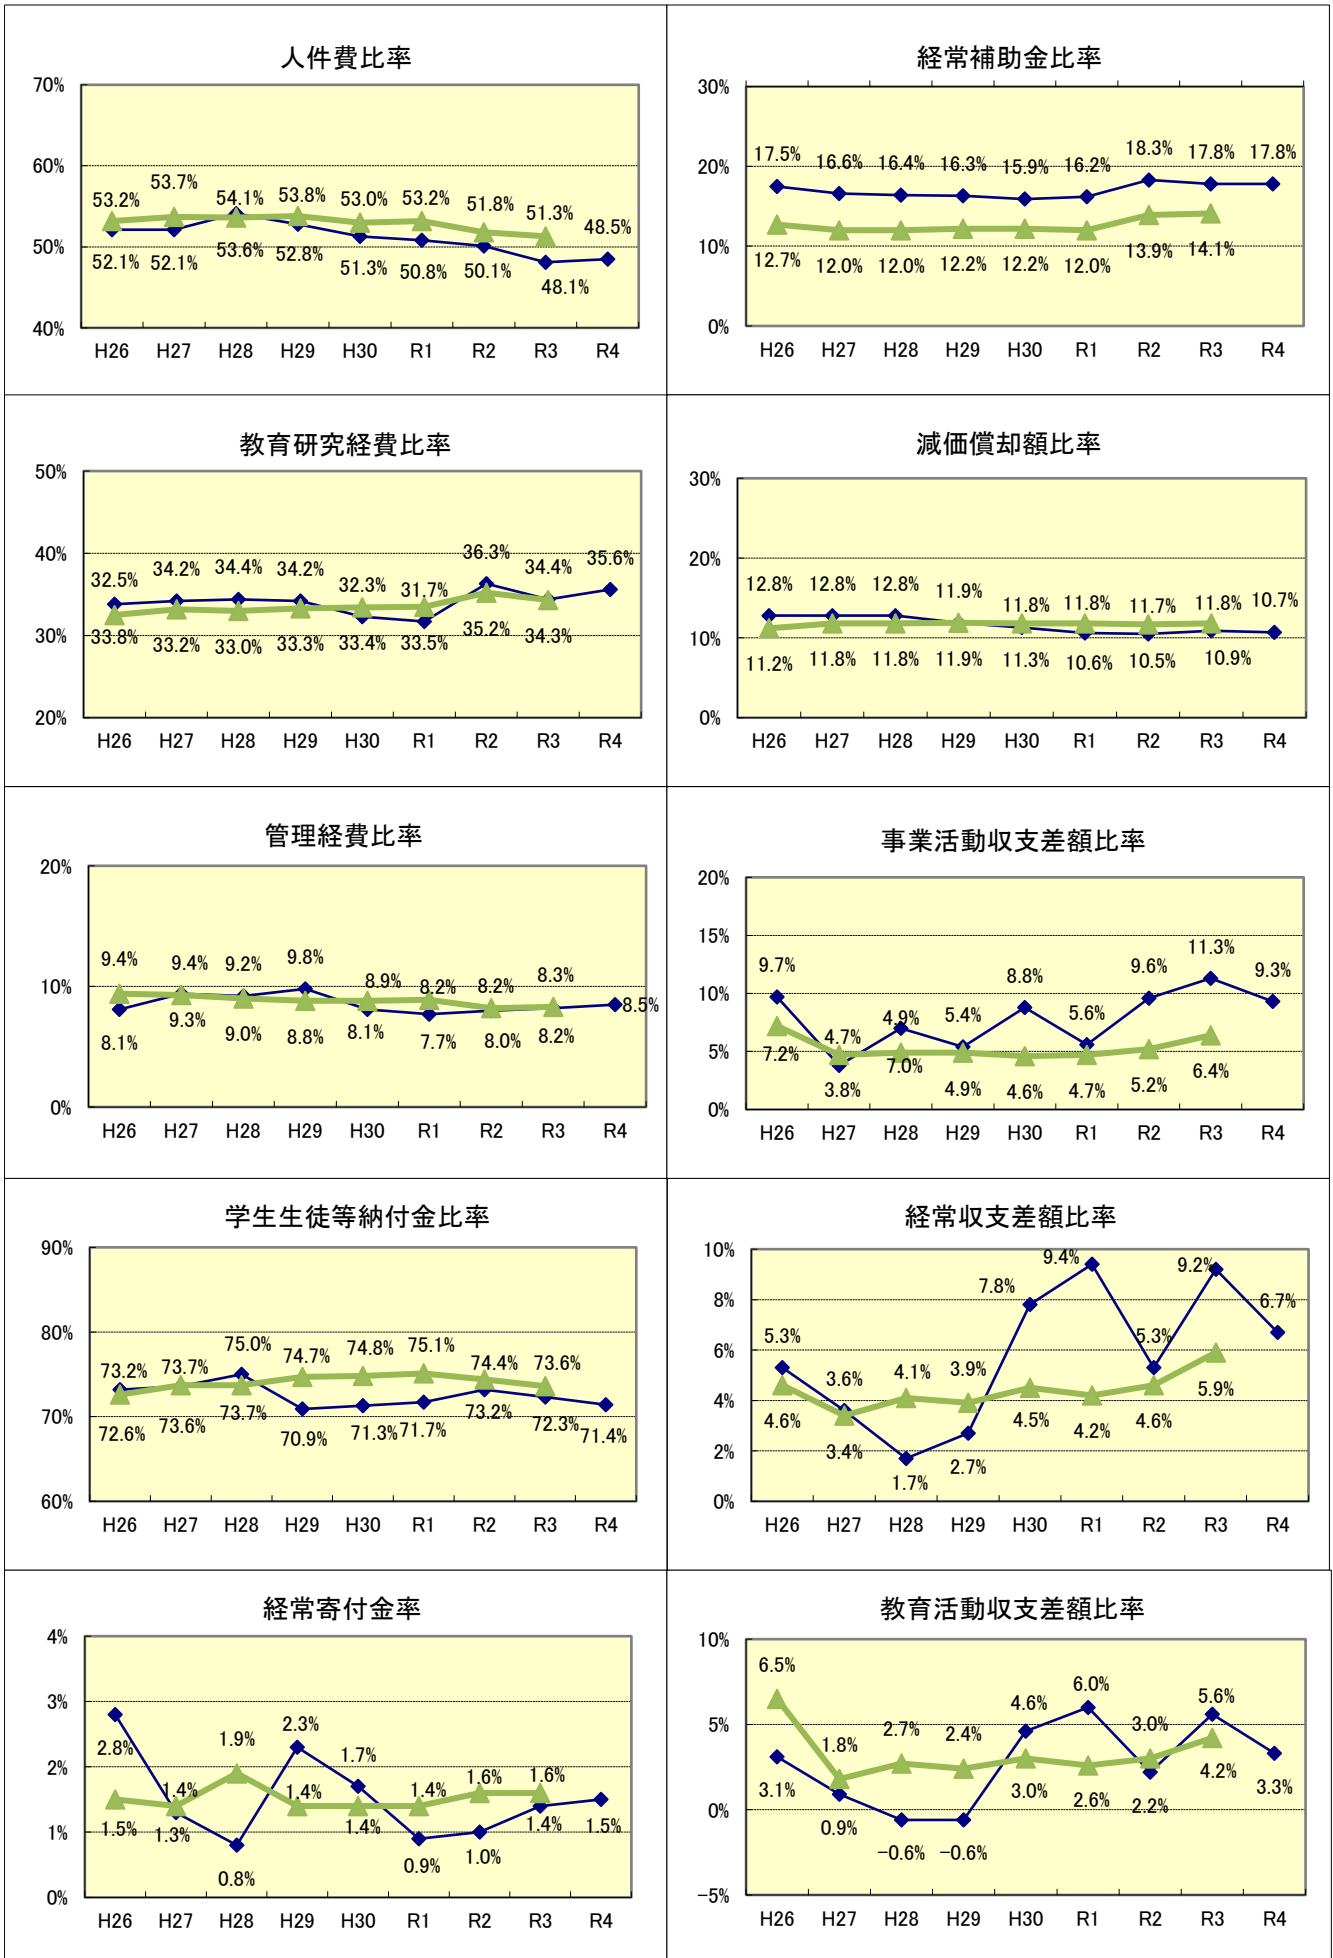 人件費比率
70%
60%
50%
40%
53.2% 53.7% 54.1% 53.8% 53.0% 53.2% 51.8% 51.3% 48.5%
52.1% 52.1% 53.6% 52.8% 51.3% 50.8% 50.1% 48.1%
H26 H27 H28 H29 H30 R1 R2 R3 R4
経常補助金比率
30%
20%
10%
0%
17.5% 16.6% 16.4% 16.3% 15.9% 16.2% 18.3% 17.8% 17.8%
12.7% 12.0% 12.0% 12.2% 12.2% 12.0% 13.9% 14.1%
H26 H27 H28 H29 H30 R1 R2 R3 R4
教育研究経費比率
50%
40%
30%
20%
32.5% 34.2% 34.4% 34.2% 32.3% 31.7% 36.3% 34.4% 35.6%
33.8% 33.2% 33.0% 33.3% 33.4% 33.5% 35.2% 34.3%
H26 H27 H28 H29 H30 R1 R2 R3 R4
減価償却額比率
30%
20%
10%
0%
12.8% 12.8% 12.8% 11.9% 11.8% 11.8% 11.7% 11.8% 10.7%
11.2% 11.8% 11.8% 11.9% 11.3% 10.6% 10.5% 10.9%
H26 H27 H28 H29 H30 R1 R2 R3 R4
管理経費比率
20%
10%
0%
9.4% 9.4% 9.2% 9.8% 8.9% 8.2% 8.2% 8.3% 8.5%
8.1% 9.3% 9.0% 8.8% 8.1% 7.7% 8.0% 8.2%
H26 H27 H28 H29 H30 R1 R2 R3 R4
事業活動収支差額比率
20%
15%
10%
5%
0%
9.7% 4.7% 4.9% 5.4% 8.8% 5.6% 9.6% 11.3% 9.3%
7.2% 3.8% 7.0% 4.9% 4.6% 4.7% 5.2% 6.4%
H26 H27 H28 H29 H30 R1 R2 R3 R4
学生生徒等納付金比率
90%
80%
70%
60%
73.2% 73.7% 75.0% 74.7% 74.8% 75.1% 74.4% 73.6%
72.6% 73.6% 73.7% 70.9% 71.3% 71.7% 73.2% 72.3% 71.4%
H26 H27 H28 H29 H30 R1 R2 R3 R4
経常収支差額比率
10%
8%
6%
4%
2%
0%
5.3% 3.6% 4.1% 3.9% 7.8% 9.4% 5.3% 9.2% 6.7%
4.6% 3.4% 1.7% 2.7% 4.5% 4.2% 4.6% 5.9%
H26 H27 H28 H29 H30 R1 R2 R3 R4
経常寄付金率
4%
3%
2%
1%
0%
2.8% 1.4% 1.9% 2.3% 1.7% 1.4% 1.6% 1.6%
1.5% 1.3% 0.8% 1.4% 1.4% 0.9% 1.0% 1.4% 1.5%
H26 H27 H28 H29 H30 R1 R2 R3 R4
教育活動収支差額比率
10%
5%
0%
−5%
6.5% 1.8% 2.7% 2.4% 4.6% 6.0% 3.0% 5.6%
3.1% 0.9% −0.6% −0.6% 3.0% 2.6% 2.2% 4.2% 3.3%
H26 H27 H28 H29 H30 R1 R2 R3 R4